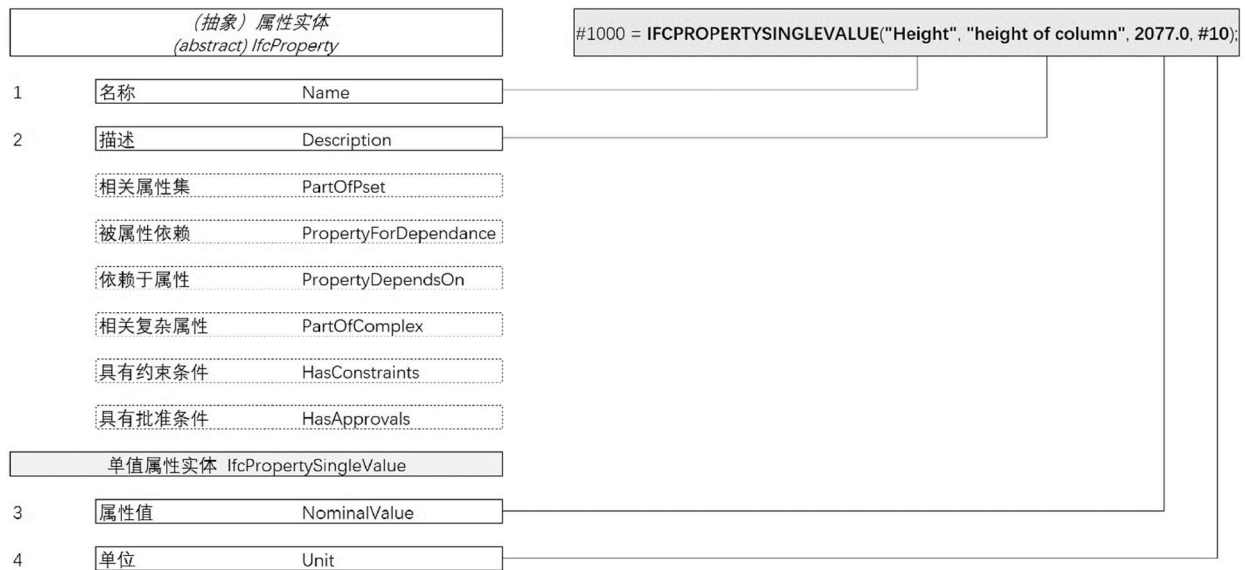 (抽象）属性实体
(abstract) IfcProperty
#1000 = IFCPROPERTYSINGLEVALUE("Height", "height of column", 2077.0, #10);
1 名称 Name
2 描述 Description
相关属性集 PartOfPset
被属性依赖 PropertyForDependance
依赖于属性 PropertyDependsOn
相关复杂属性 PartOfComplex
具有约束条件 HasConstraints
具有批准条件 HasApprovals
单值属性实体 IfcPropertySingleValue
3 属性值 NominalValue
4 单位 Unit